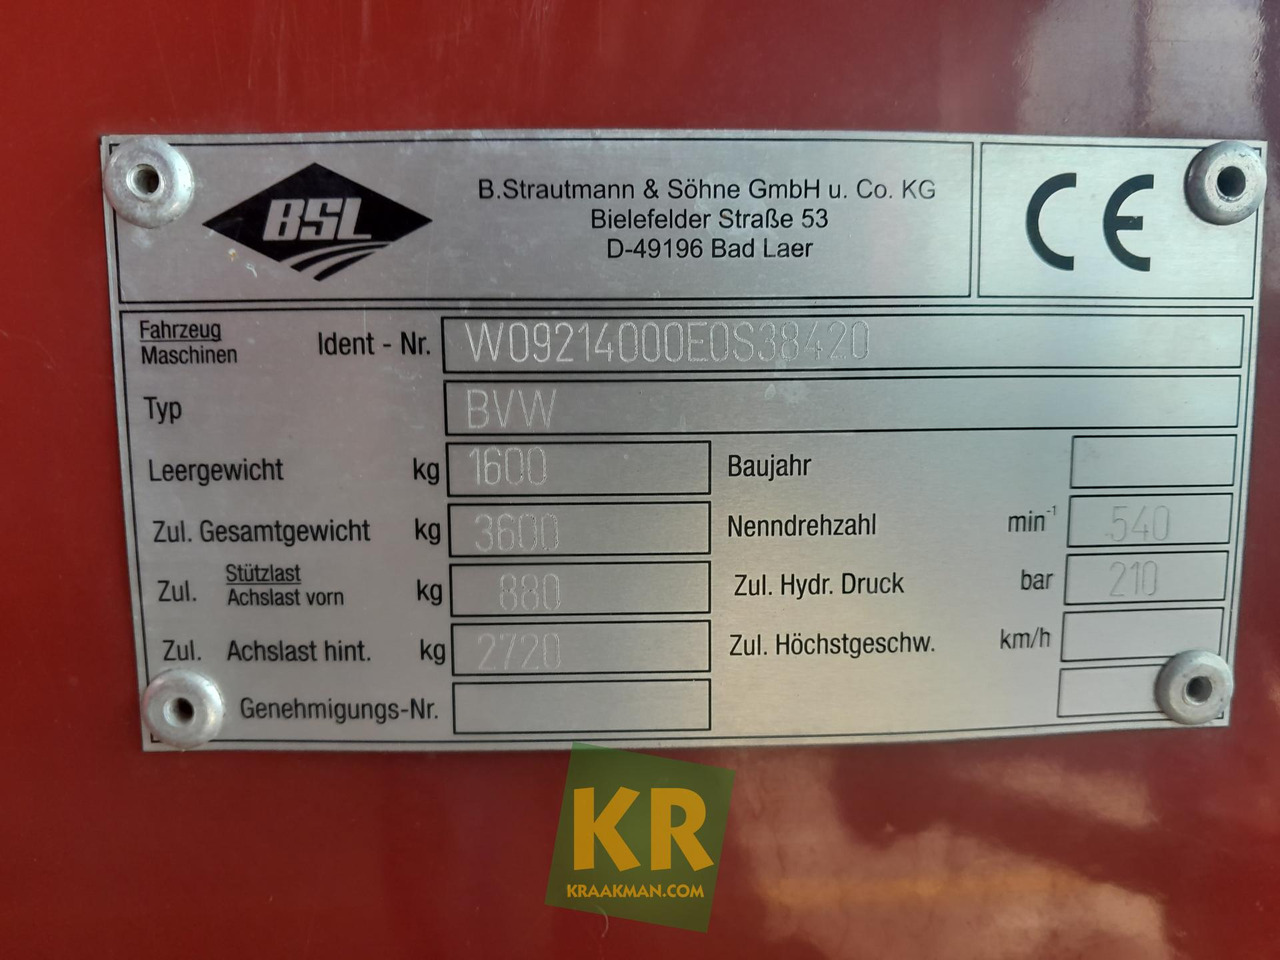 BSL
B.Strautmann & Söhne GmbH u. Co. KG
Bielefelder Straße 53
D-49196 Bad Laer
CE
Fahrzeug
Maschinen
Ident - Nr. W09214000E0S38420
Typ BVW
Leergewicht kg 1600
Baujahr
Zul. Gesamtgewicht kg 3600
Nenndrehzahl min⁻¹ 540
Zul. Stützlast
Achslast vorn kg 880
Zul. Hydr. Druck bar 210
Zul. Achslast hint. kg 2720
Zul. Höchstgeschw. km/h
Genehmigungs-Nr.
KR
KRAAKMAN.COM